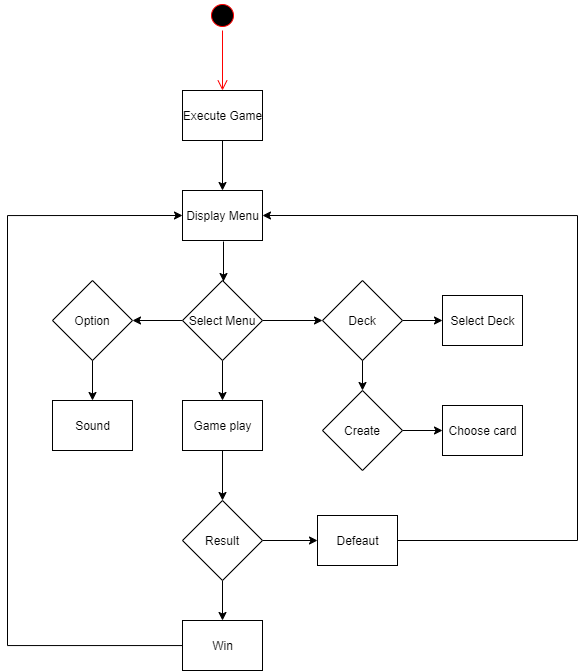 Execute Game
Display Menu
Option
Select Menu
Deck
Select Deck
Sound
Game play
Create
Choose card
Result
Defeaut
Win